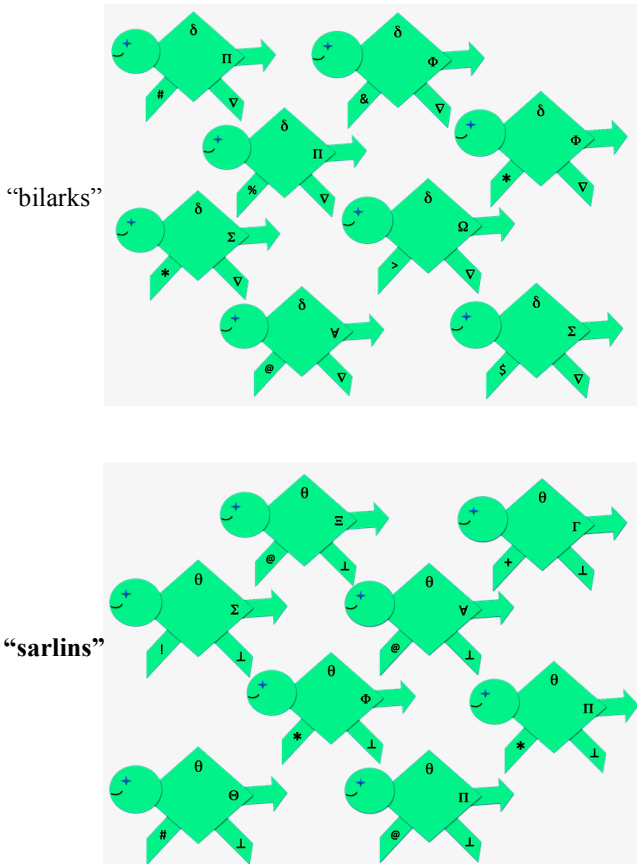 δ δ
Π Φ
# ∇ & ∇
δ δ
Π Φ
% ∇ * ∇
“bilarks”
δ δ
Σ Ω
* ∇ > ∇
δ δ
∀ Σ
@ ∇ $ ∇
θ θ
Ξ Γ
@ ⊥ + ⊥
θ θ
Σ ∀
! ⊥ @ ⊥
“sarlins”
θ θ
Φ Π
* ⊥ * ⊥
θ θ
Θ Π
# ⊥ @ ⊥